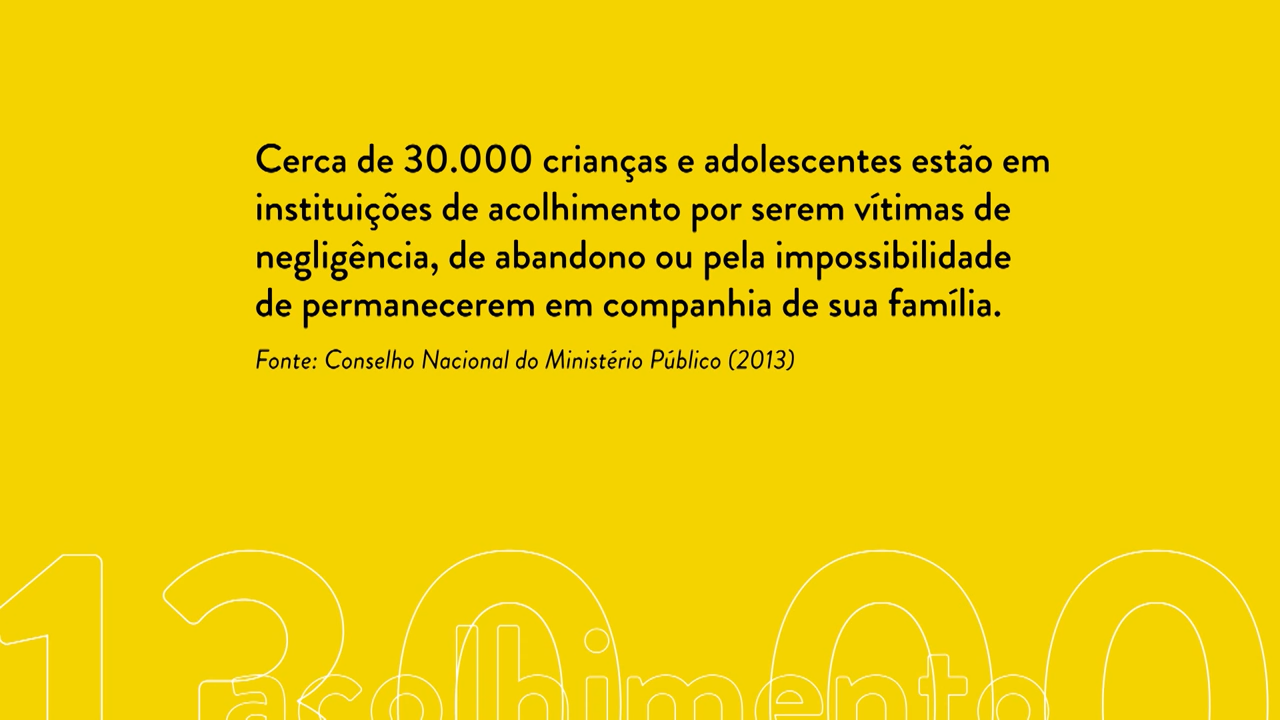 Cerca de 30.000 crianças e adolescentes estão em
instituições de acolhimento por serem vítimas de
negligência, de abandono ou pela impossibilidade
de permanecerem em companhia de sua família.
Fonte: Conselho Nacional do Ministério Público (2013)
acolhimento